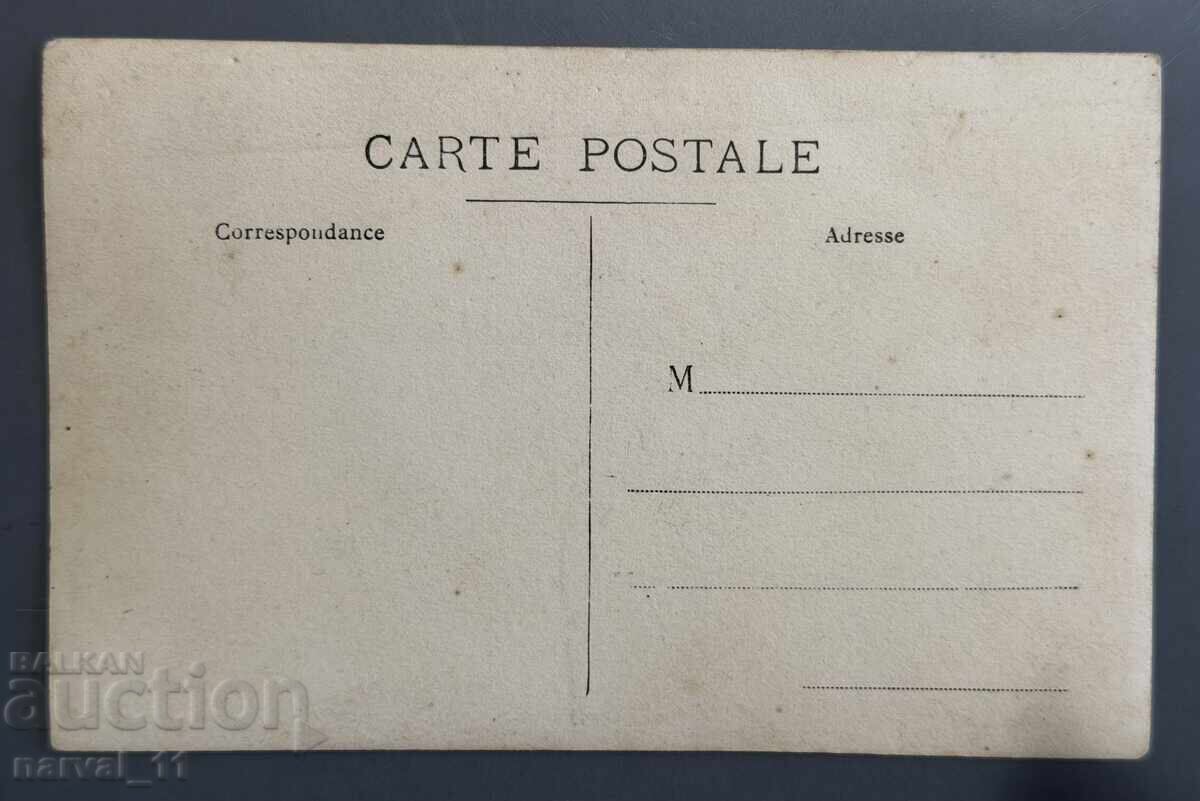 CARTE POSTALE
Correspondance
Adresse
M
BALKAN
auction
narval_11